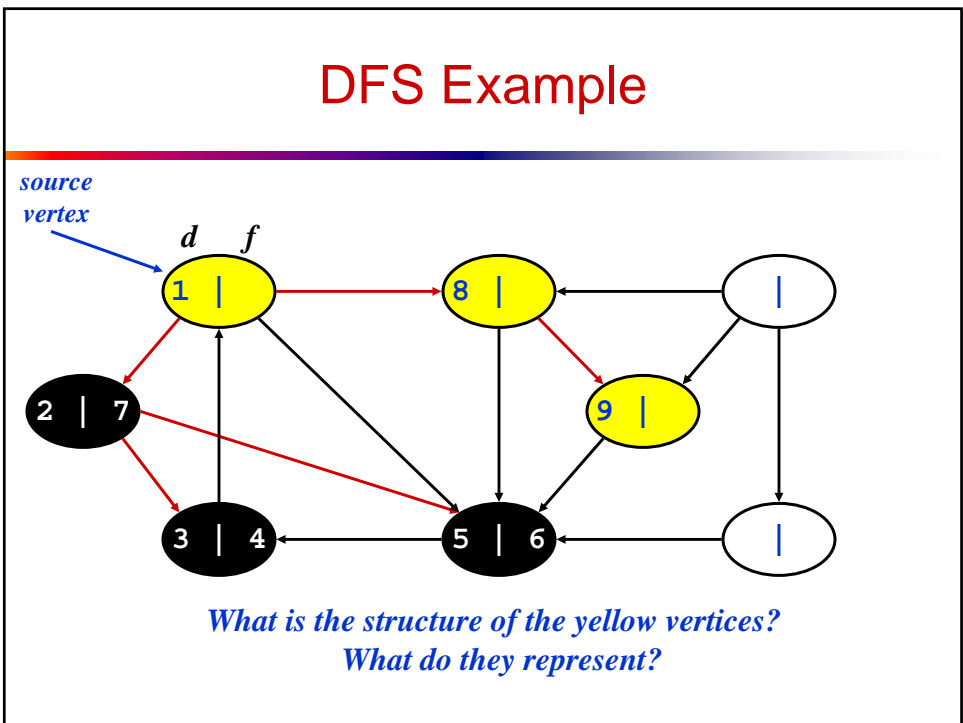 DFS Example
source
vertex
d f
1 | 8 | |
2 | 7 9 |
3 | 4 5 | 6 |
What is the structure of the yellow vertices?
What do they represent?